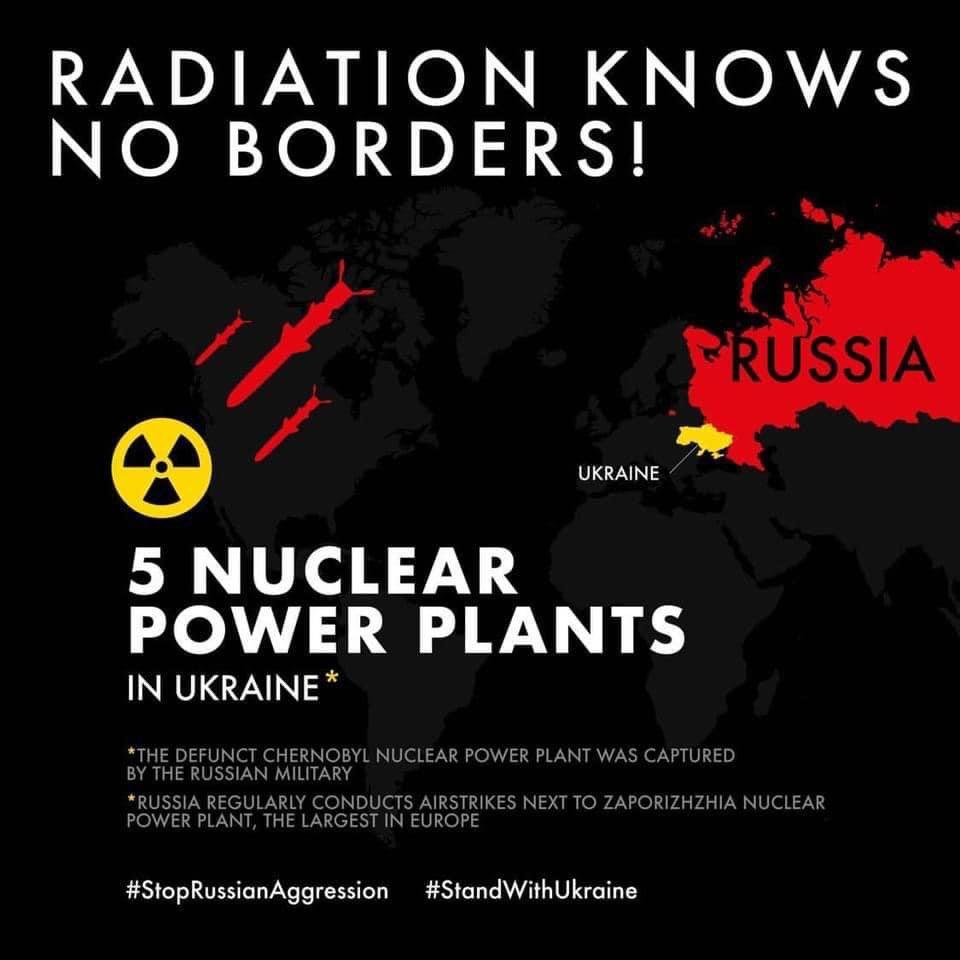 RADIATION KNOWS
NO BORDERS!
RUSSIA
UKRAINE
5 NUCLEAR
POWER PLANTS
IN UKRAINE*
*THE DEFUNCT CHERNOBYL NUCLEAR POWER PLANT WAS CAPTURED
BY THE RUSSIAN MILITARY
*RUSSIA REGULARLY CONDUCTS AIRSTRIKES NEXT TO ZAPORIZHZHIA NUCLEAR
POWER PLANT, THE LARGEST IN EUROPE
#StopRussianAggression #StandWithUkraine